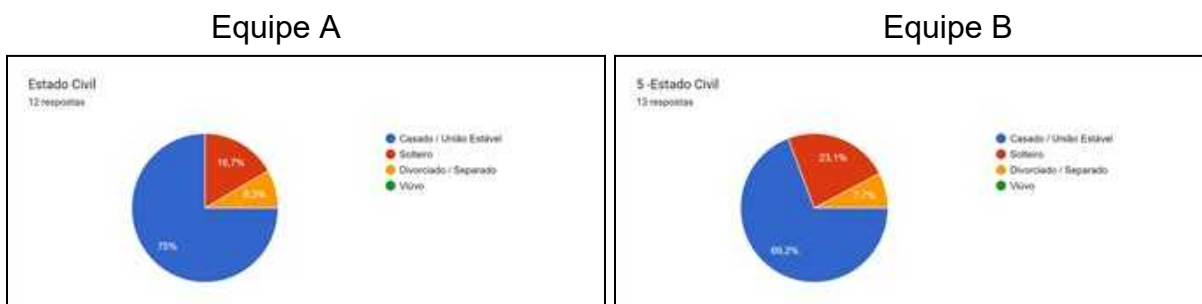 Equipe A
Equipe B
Estado Civil
12 respostas
Casado / União Estável
Solteiro
Divorciado / Separado
Viúvo
16,7%
8,3%
75%
5 -Estado Civil
13 respostas
Casado / União Estável
Solteiro
Divorciado / Separado
Viúvo
23,1%
7,7%
69,2%